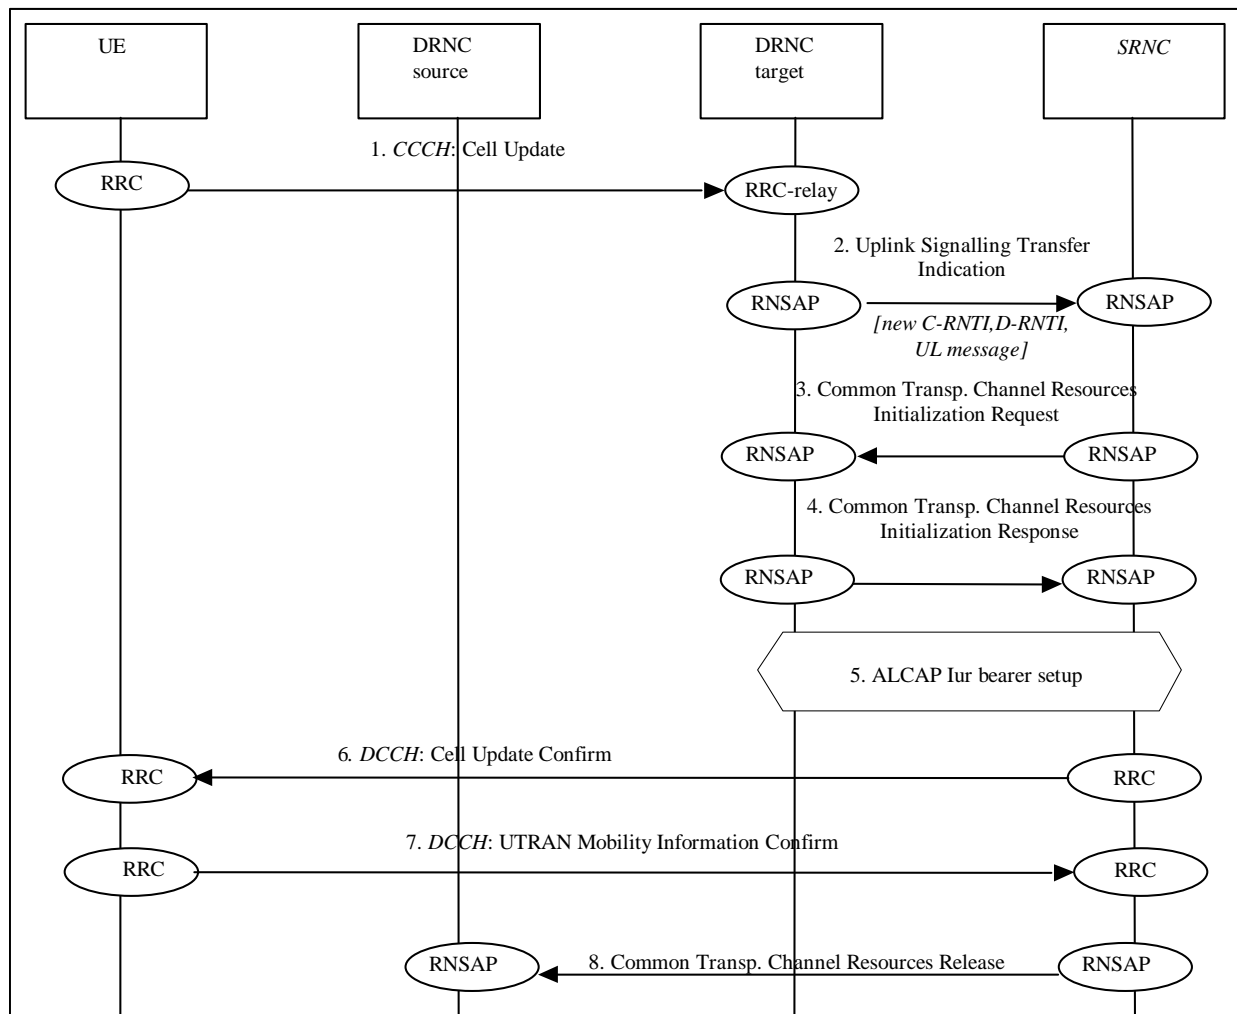 UE
DRNC
source
DRNC
target
SRNC
1. CCCH: Cell Update
RRC
RRC-relay
2. Uplink Signalling Transfer
Indication
RNSAP
RNSAP
[new C-RNTI,D-RNTI,
UL message]
3. Common Transp. Channel Resources
Initialization Request
RNSAP
RNSAP
4. Common Transp. Channel Resources
Initialization Response
RNSAP
RNSAP
5. ALCAP Iur bearer setup
6. DCCH: Cell Update Confirm
RRC
RRC
7. DCCH: UTRAN Mobility Information Confirm
RRC
RRC
RNSAP
8. Common Transp. Channel Resources Release
RNSAP